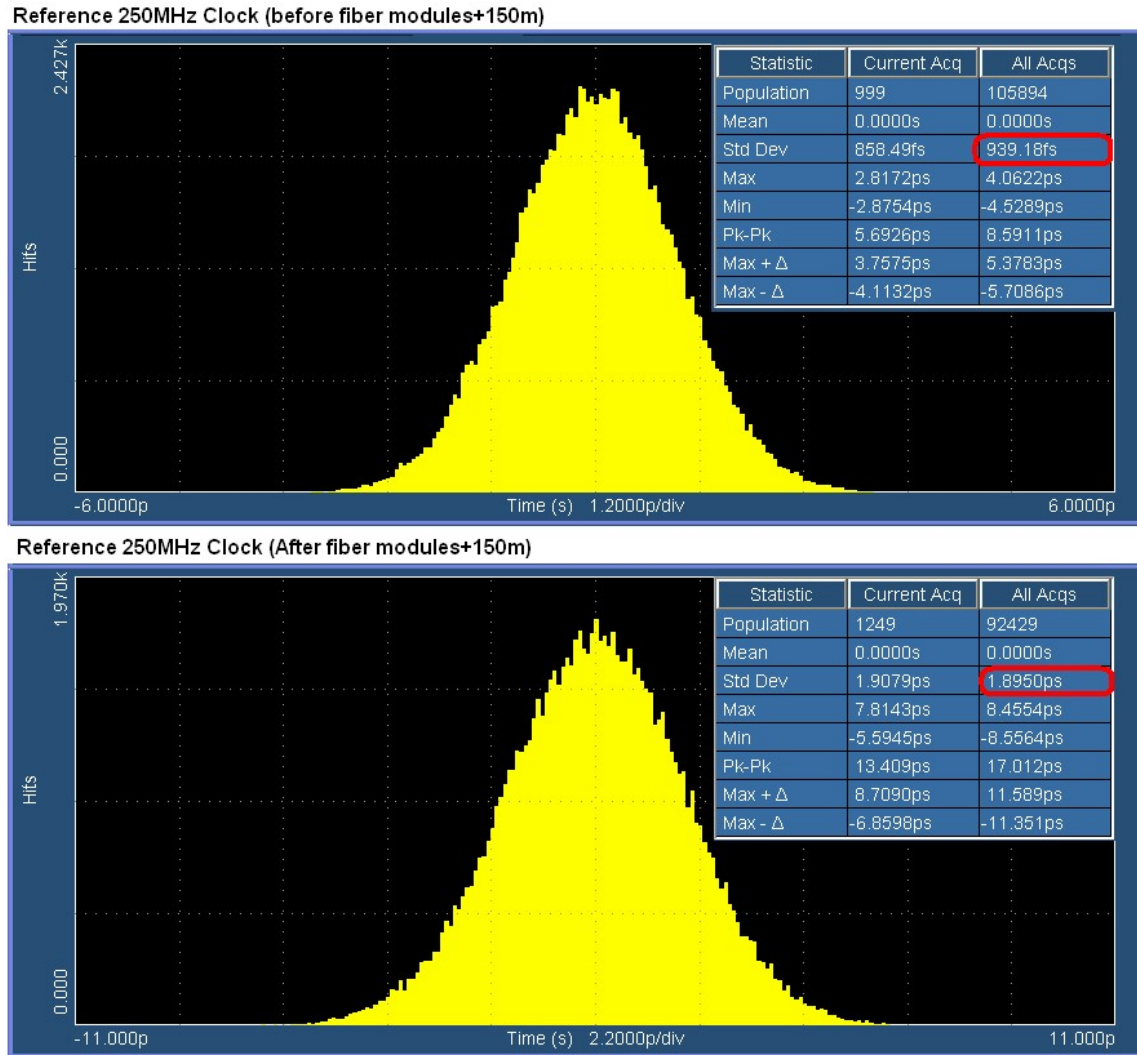 Reference 250MHz Clock (before fiber modules+150m)
2.427k
Statistic Current Acq All Acqs
Population 999 105894
Mean 0.0000s 0.0000s
Std Dev 858.49fs 939.18fs
Max 2.8172ps 4.0622ps
Min -2.8754ps -4.5289ps
Pk-Pk 5.6926ps 8.5911ps
Max + Δ 3.7575ps 5.3783ps
Max - Δ -4.1132ps -5.7086ps
Hits
0.000
-6.0000p Time (s) 1.2000p/div 6.0000p
Reference 250MHz Clock (After fiber modules+150m)
1.970k
Statistic Current Acq All Acqs
Population 1249 92429
Mean 0.0000s 0.0000s
Std Dev 1.9079ps 1.8950ps
Max 7.8143ps 8.4554ps
Min -5.5945ps -8.5564ps
Pk-Pk 13.409ps 17.012ps
Max + Δ 8.7090ps 11.589ps
Max - Δ -6.8598ps -11.351ps
Hits
0.000
-11.000p Time (s) 2.2000p/div 11.000p